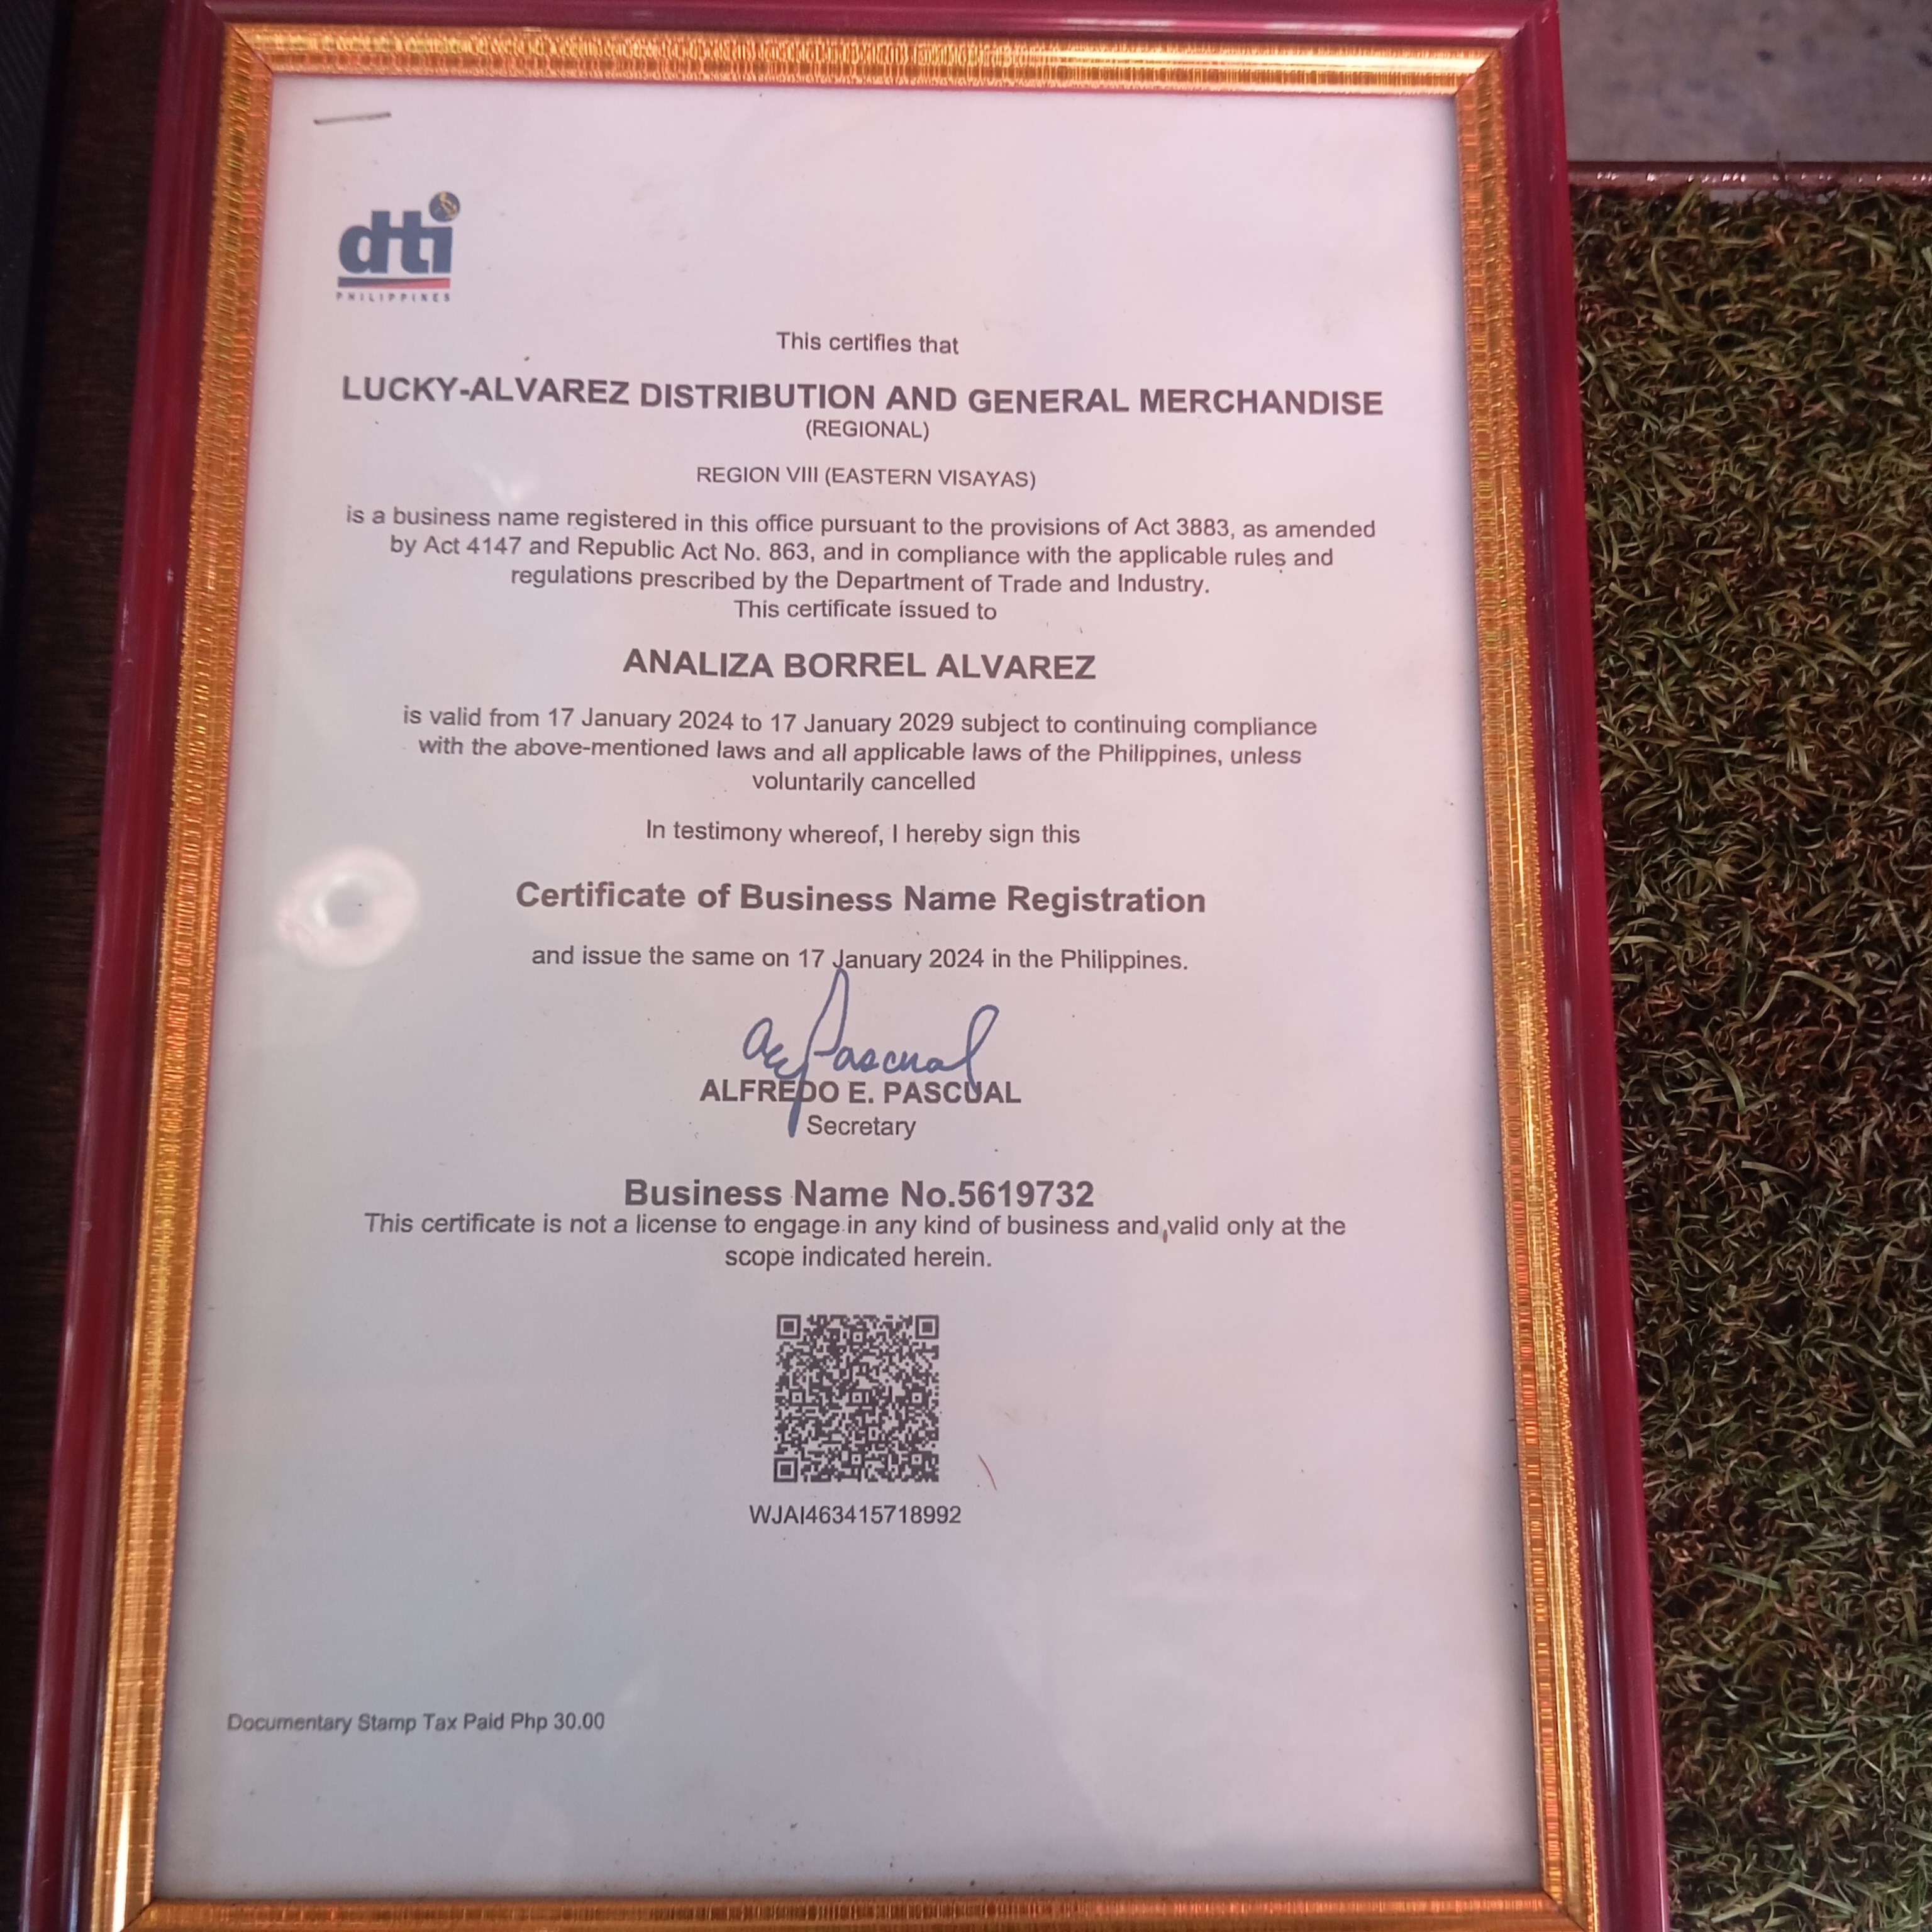 dti
PHILIPPINES
This certifies that
LUCKY-ALVAREZ DISTRIBUTION AND GENERAL MERCHANDISE
(REGIONAL)
REGION VIII (EASTERN VISAYAS)
is a business name registered in this office pursuant to the provisions of Act 3883, as amended
by Act 4147 and Republic Act No. 863, and in compliance with the applicable rules and
regulations prescribed by the Department of Trade and Industry.
This certificate issued to
ANALIZA BORREL ALVAREZ
is valid from 17 January 2024 to 17 January 2029 subject to continuing compliance
with the above-mentioned laws and all applicable laws of the Philippines, unless
voluntarily cancelled
In testimony whereof, I hereby sign this
Certificate of Business Name Registration
and issue the same on 17 January 2024 in the Philippines.
aePascual
ALFREDO E. PASCUAL
Secretary
Business Name No.5619732
This certificate is not a license to engage in any kind of business and valid only at the
scope indicated herein.
WJAI463415718992
Documentary Stamp Tax Paid Php 30.00